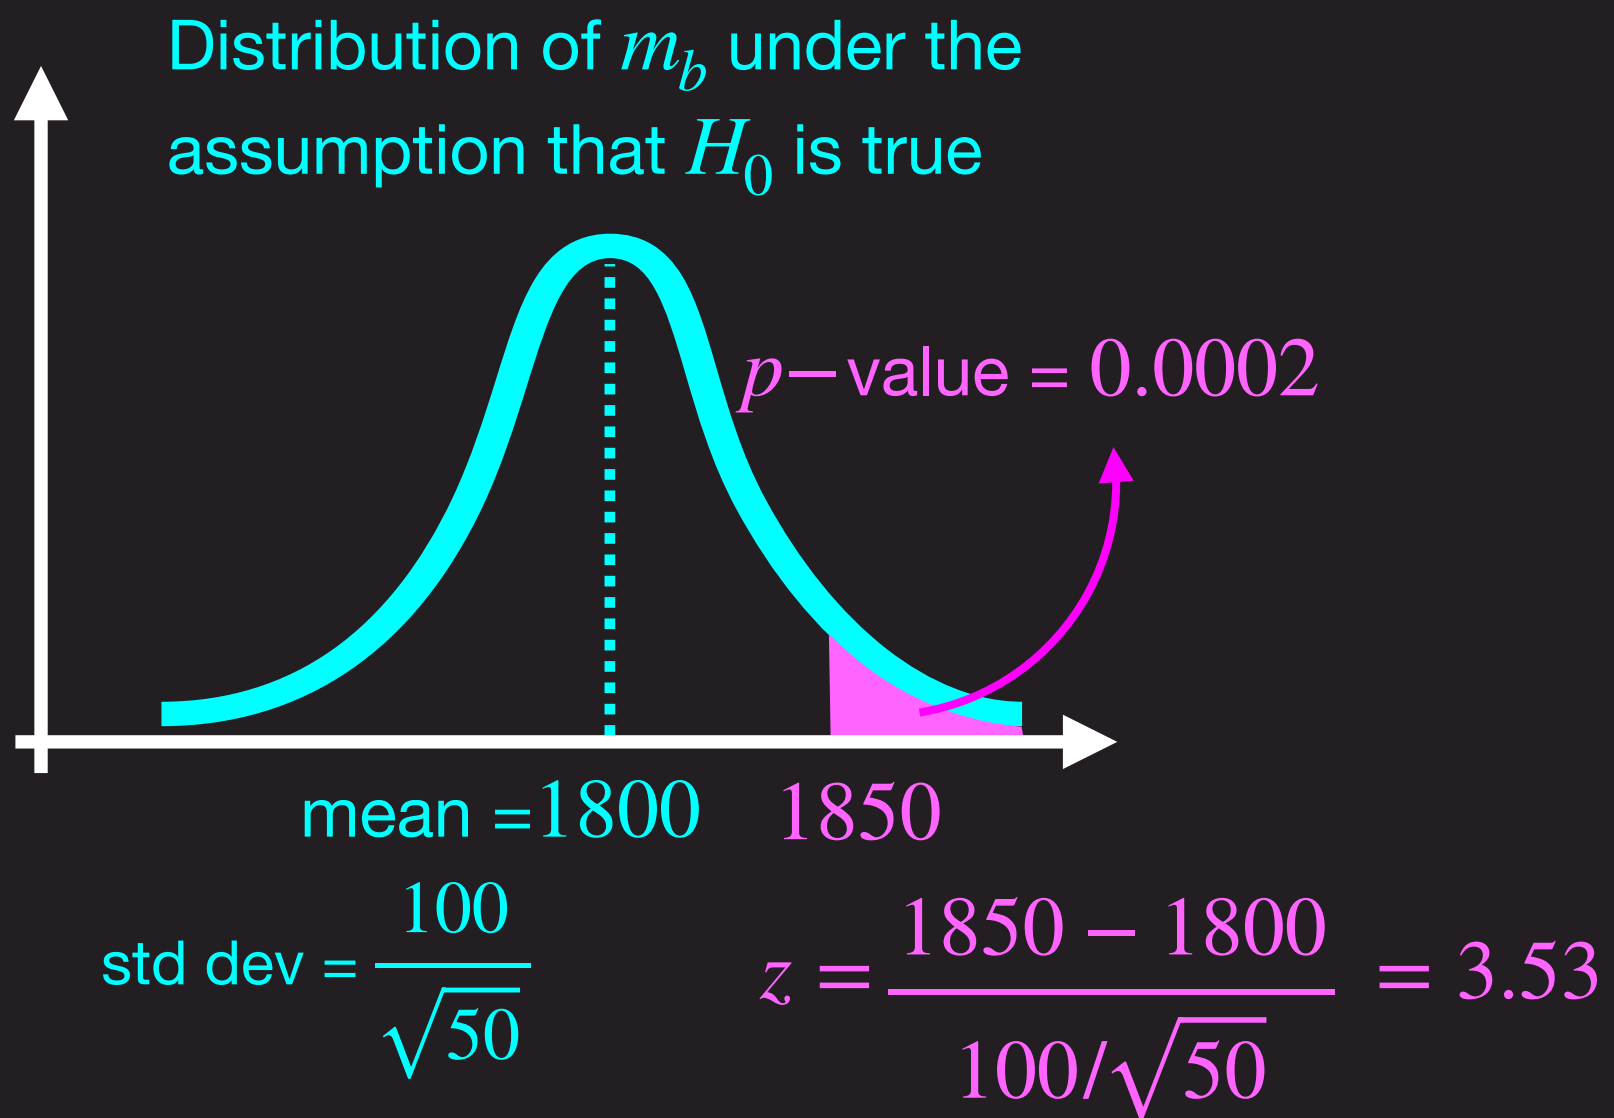 Distribution of m_b under the
assumption that H_0 is true
p–value = 0.0002
mean =1800
1850
std dev = 100/√50
z = (1850 – 1800)/(100/√50) = 3.53